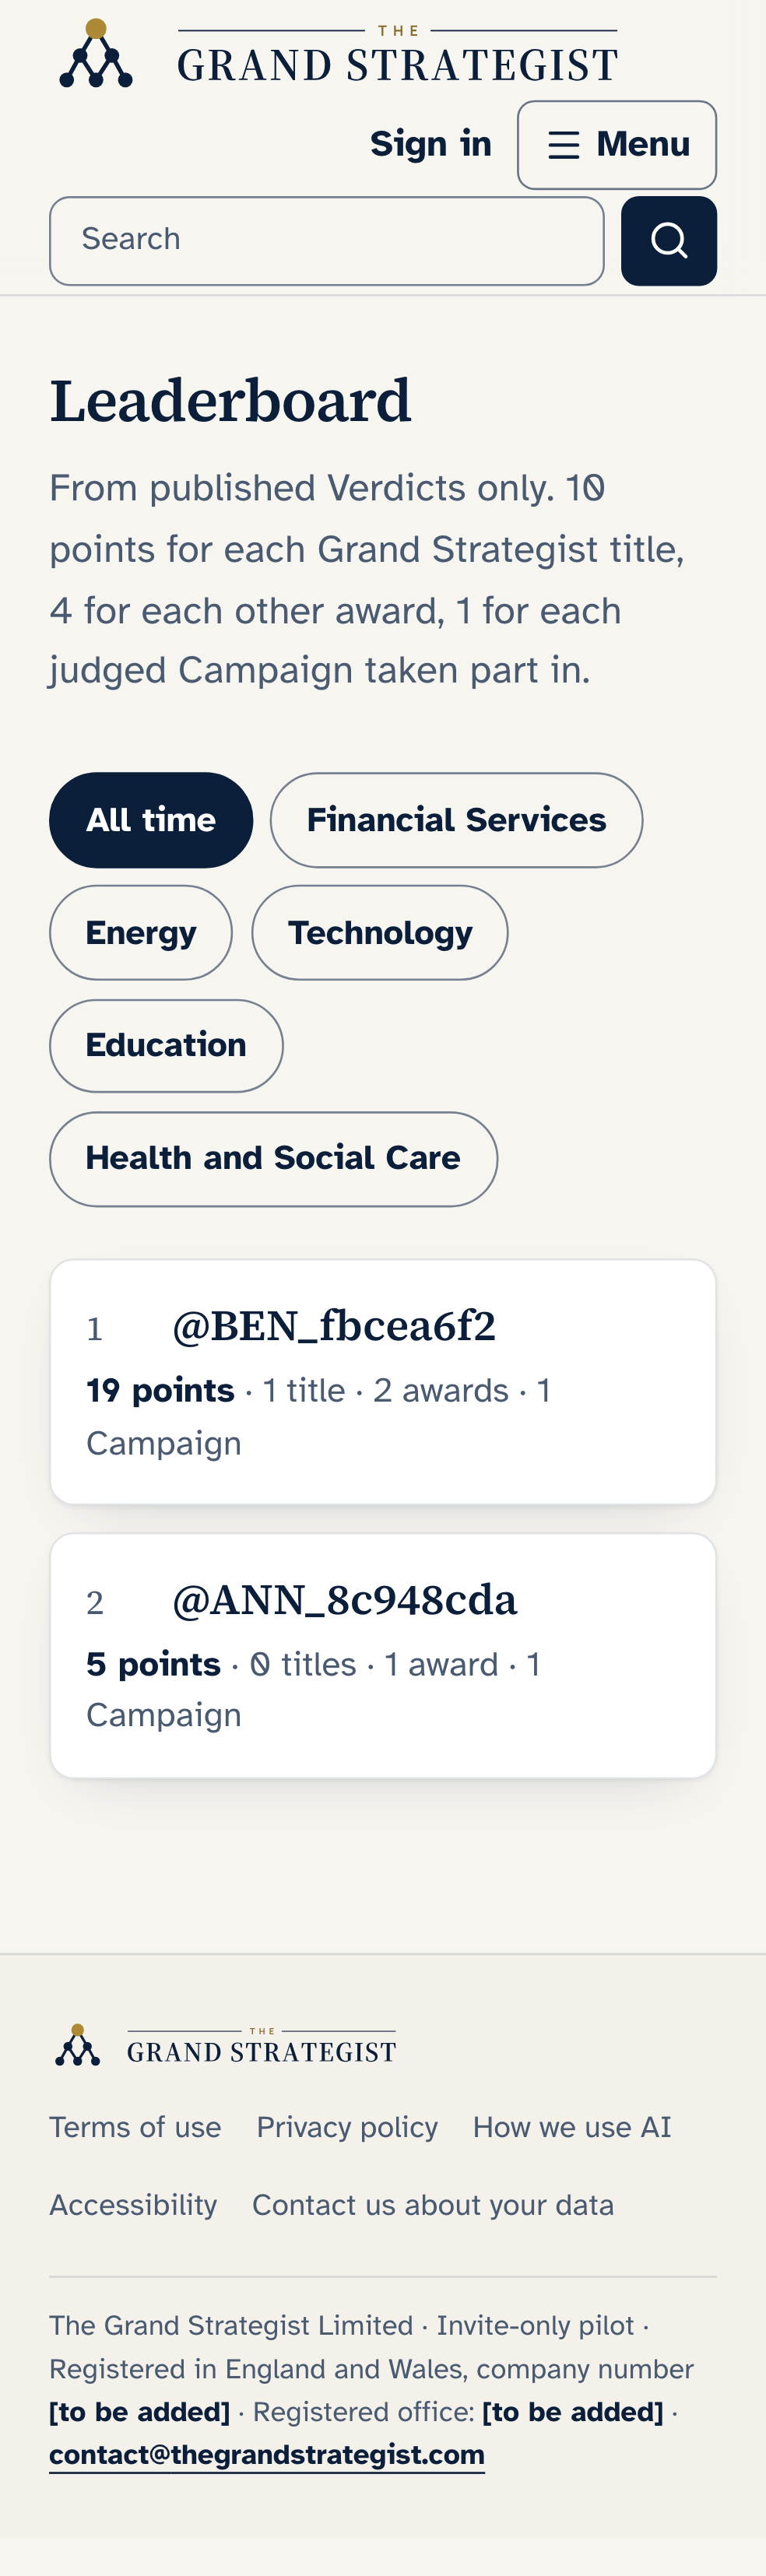 THE
GRAND STRATEGIST
Sign in
Menu
Search
Leaderboard
From published Verdicts only. 10
points for each Grand Strategist title,
4 for each other award, 1 for each
judged Campaign taken part in.
All time
Financial Services
Energy
Technology
Education
Health and Social Care
1 @BEN_fbcea6f2
19 points · 1 title · 2 awards · 1
Campaign
2 @ANN_8c948cda
5 points · 0 titles · 1 award · 1
Campaign
THE
GRAND STRATEGIST
Terms of use Privacy policy How we use AI
Accessibility Contact us about your data
The Grand Strategist Limited · Invite-only pilot ·
Registered in England and Wales, company number
[to be added] · Registered office: [to be added] ·
contact@thegrandstrategist.com